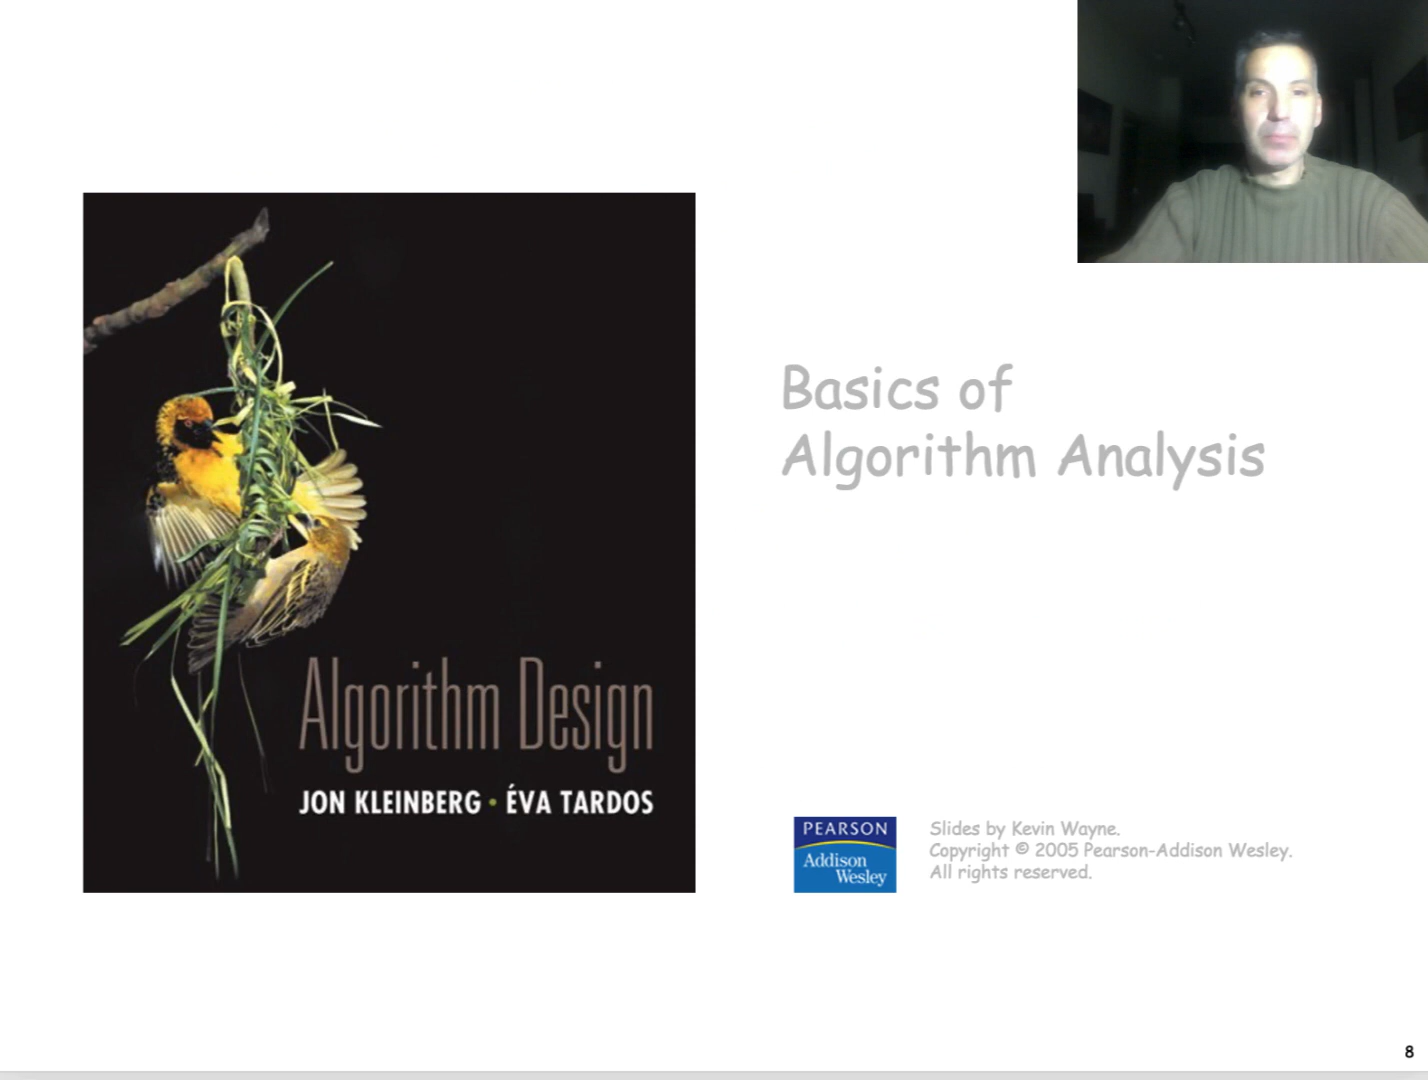 Basics of
Algorithm Analysis
Algorithm Design
JON KLEINBERG • ÉVA TARDOS
PEARSON
Addison
Wesley
Slides by Kevin Wayne.
Copyright © 2005 Pearson-Addison Wesley.
All rights reserved.
8